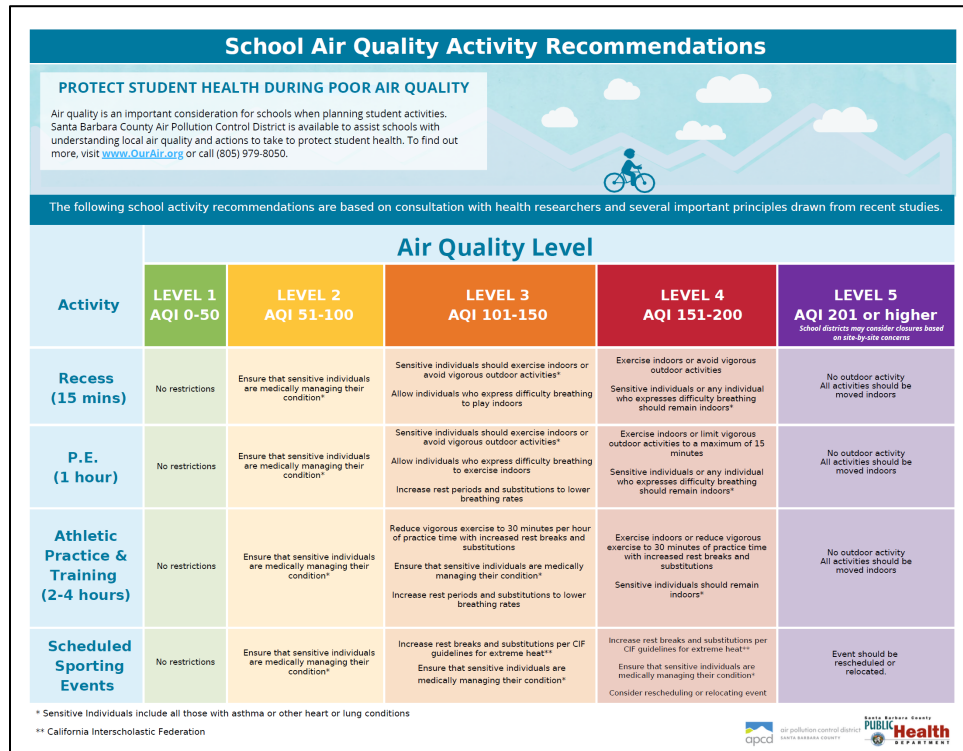 School Air Quality Activity Recommendations
PROTECT STUDENT HEALTH DURING POOR AIR QUALITY
Air quality is an important consideration for schools when planning student activities.
Santa Barbara County Air Pollution Control District is available to assist schools with
understanding local air quality and actions to take to protect student health. To find out
more, visit www.OurAir.org or call (805) 979-8050.
The following school activity recommendations are based on consultation with health researchers and several important principles drawn from recent studies.
Air Quality Level
Activity
LEVEL 1
AQI 0-50
LEVEL 2
AQI 51-100
LEVEL 3
AQI 101-150
LEVEL 4
AQI 151-200
LEVEL 5
AQI 201 or higher
School districts may consider closures based
on site-by-site concerns
Recess
(15 mins)
No restrictions
Ensure that sensitive individuals
are medically managing their
condition*
Sensitive individuals should exercise indoors or
avoid vigorous outdoor activities*
Allow individuals who express difficulty breathing
to play indoors
Exercise indoors or avoid vigorous
outdoor activities
Sensitive individuals or any individual
who expresses difficulty breathing
should remain indoors*
No outdoor activity
All activities should be
moved indoors
P.E.
(1 hour)
No restrictions
Ensure that sensitive individuals
are medically managing their
condition*
Sensitive individuals should exercise indoors or
avoid vigorous outdoor activities*
Allow individuals who express difficulty breathing
to exercise indoors
Increase rest periods and substitutions to lower
breathing rates
Exercise indoors or limit vigorous
outdoor activities to a maximum of 15
minutes
Sensitive individuals or any individual
who expresses difficulty breathing
should remain indoors*
No outdoor activity
All activities should be
moved indoors
Athletic
Practice &
Training
(2-4 hours)
No restrictions
Ensure that sensitive individuals
are medically managing their
condition*
Reduce vigorous exercise to 30 minutes per hour
of practice time with increased rest breaks and
substitutions
Ensure that sensitive individuals are medically
managing their condition*
Increase rest periods and substitutions to lower
breathing rates
Exercise indoors or reduce vigorous
exercise to 30 minutes of practice time
with increased rest breaks and
substitutions
Sensitive individuals should remain
indoors*
No outdoor activity
All activities should be
moved indoors
Scheduled
Sporting
Events
No restrictions
Ensure that sensitive individuals
are medically managing their
condition*
Increase rest breaks and substitutions per CIF
guidelines for extreme heat**
Ensure that sensitive individuals are
medically managing their condition*
Increase rest breaks and substitutions per
CIF guidelines for extreme heat**
Ensure that sensitive individuals are
medically managing their condition*
Consider rescheduling or relocating event
Event should be
rescheduled or
relocated.
* Sensitive Individuals include all those with asthma or other heart or lung conditions
** California Interscholastic Federation
apcd
air pollution control district
SANTA BARBARA COUNTY
Santa Barbara County
PUBLIC Health
DEPARTMENT